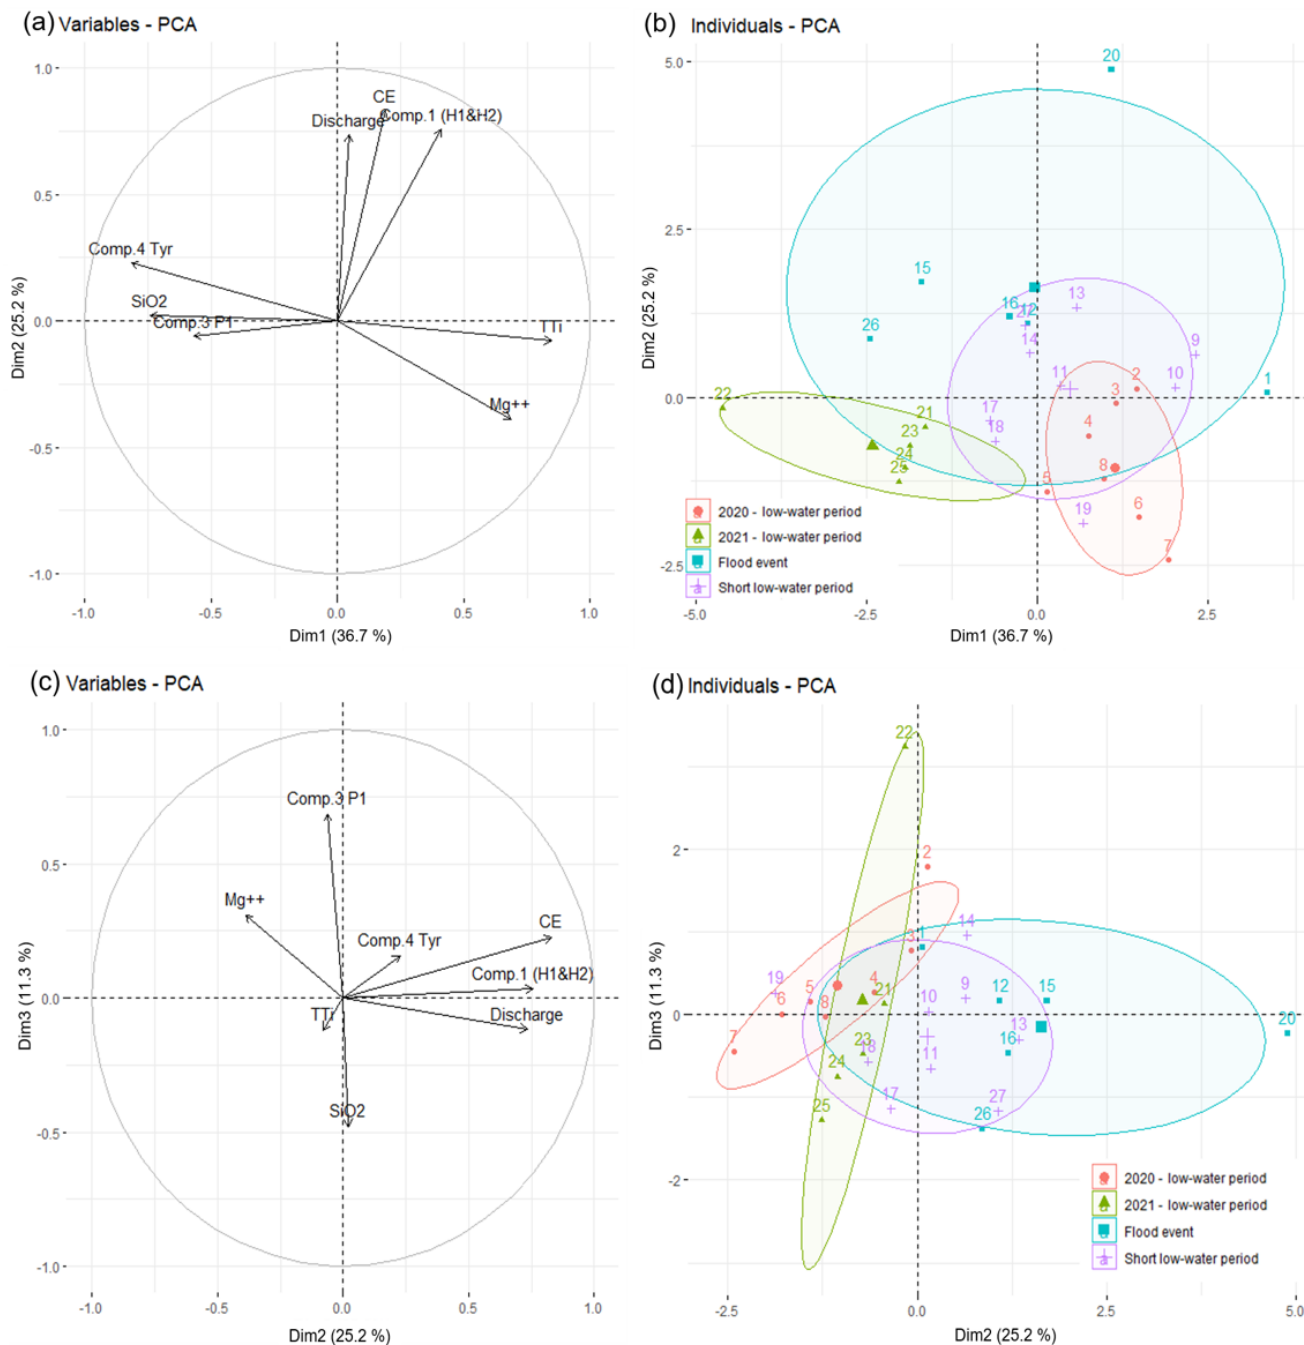 (a) Variables - PCA
1.0
0.5
0.0
-0.5
-1.0
Dim2 (25.2 %)
CE
Discharge
Comp.1 (H1&H2)
Comp.4 Tyr
SiO2
Comp.3 P1
TTi
Mg++
-1.0
-0.5
0.0
0.5
1.0
Dim1 (36.7 %)
(b) Individuals - PCA
5.0
2.5
0.0
-2.5
Dim2 (25.2 %)
20
15
13
16
12
27
14
26
9
11
10
2
1
3
22
21
17
4
23
18
24
25
8
5
6
19
7
2020 - low-water period
2021 - low-water period
Flood event
Short low-water period
-5.0
-2.5
0.0
2.5
Dim1 (36.7 %)
(c) Variables - PCA
1.0
0.5
0.0
-0.5
-1.0
Dim3 (11.3 %)
Comp.3 P1
Mg++
CE
Comp.4 Tyr
Comp.1 (H1&H2)
Discharge
TTi
SiO2
-1.0
-0.5
0.0
0.5
1.0
Dim2 (25.2 %)
(d) Individuals - PCA
2
0
-2
Dim3 (11.3 %)
22
2
14
3
1
19
5
4
9
12
15
6
8
21
10
13
20
7
23
18
11
16
24
25
17
27
26
2020 - low-water period
2021 - low-water period
Flood event
Short low-water period
-2.5
0.0
2.5
5.0
Dim2 (25.2 %)